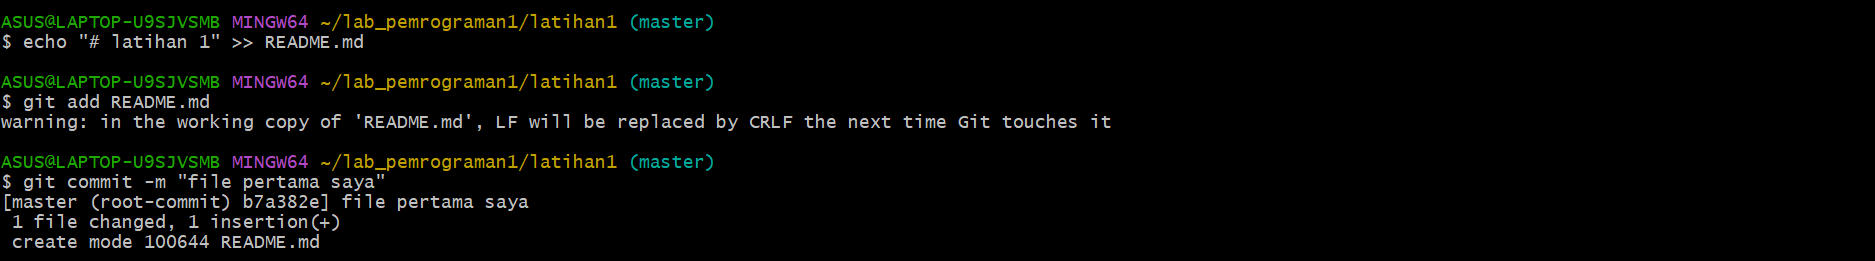 ASUS@LAPTOP-U9SJVSMB MINGW64 ~/lab_pemrograman1/latihan1 (master)
$ echo "# latihan 1" >> README.md
ASUS@LAPTOP-U9SJVSMB MINGW64 ~/lab_pemrograman1/latihan1 (master)
$ git add README.md
warning: in the working copy of 'README.md', LF will be replaced by CRLF the next time Git touches it
ASUS@LAPTOP-U9SJVSMB MINGW64 ~/lab_pemrograman1/latihan1 (master)
$ git commit -m "file pertama saya"
[master (root-commit) b7a382e] file pertama saya
 1 file changed, 1 insertion(+)
 create mode 100644 README.md